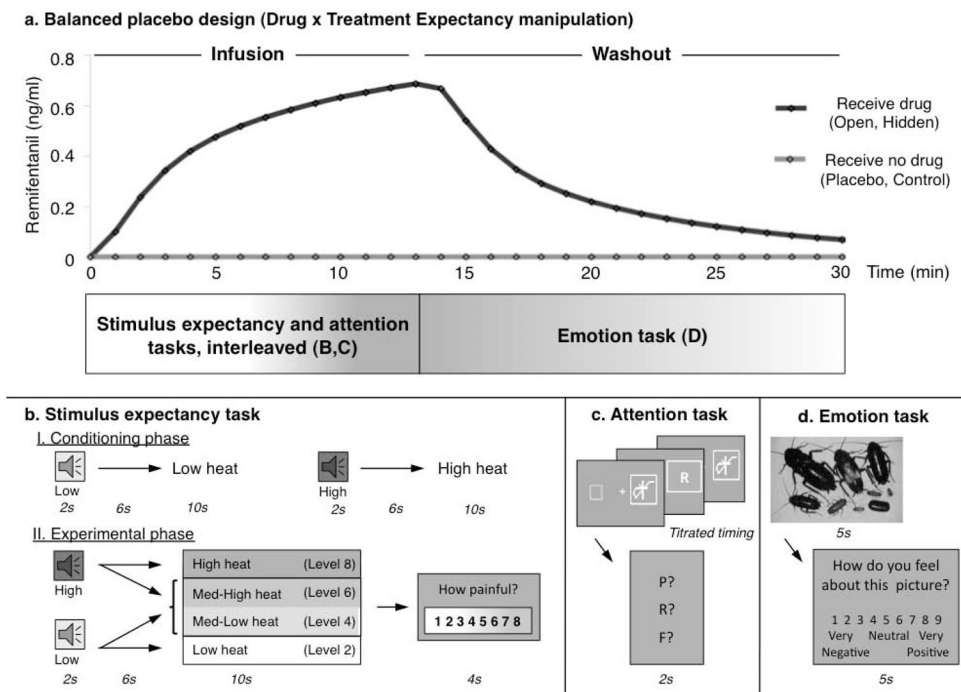 a. Balanced placebo design (Drug x Treatment Expectancy manipulation)
Infusion
Washout
0.8
0.6
0.4
0.2
0
Remifentanil (ng/ml)
Receive drug
(Open, Hidden)
Receive no drug
(Placebo, Control)
0 5 10 15 20 25 30 Time (min)
Stimulus expectancy and attention
tasks, interleaved (B,C)
Emotion task (D)
b. Stimulus expectancy task
I. Conditioning phase
Low heat
High heat
Low
High
2s 6s 10s 2s 6s 10s
II. Experimental phase
High
Low
High heat (Level 8)
Med-High heat (Level 6)
Med-Low heat (Level 4)
Low heat (Level 2)
How painful?
1 2 3 4 5 6 7 8
2s 6s 10s 4s
c. Attention task
+
R
Titrated timing
P?
R?
F?
2s
d. Emotion task
5s
How do you feel
about this picture?
1 2 3 4 5 6 7 8 9
Very Neutral Very
Negative Positive
5s